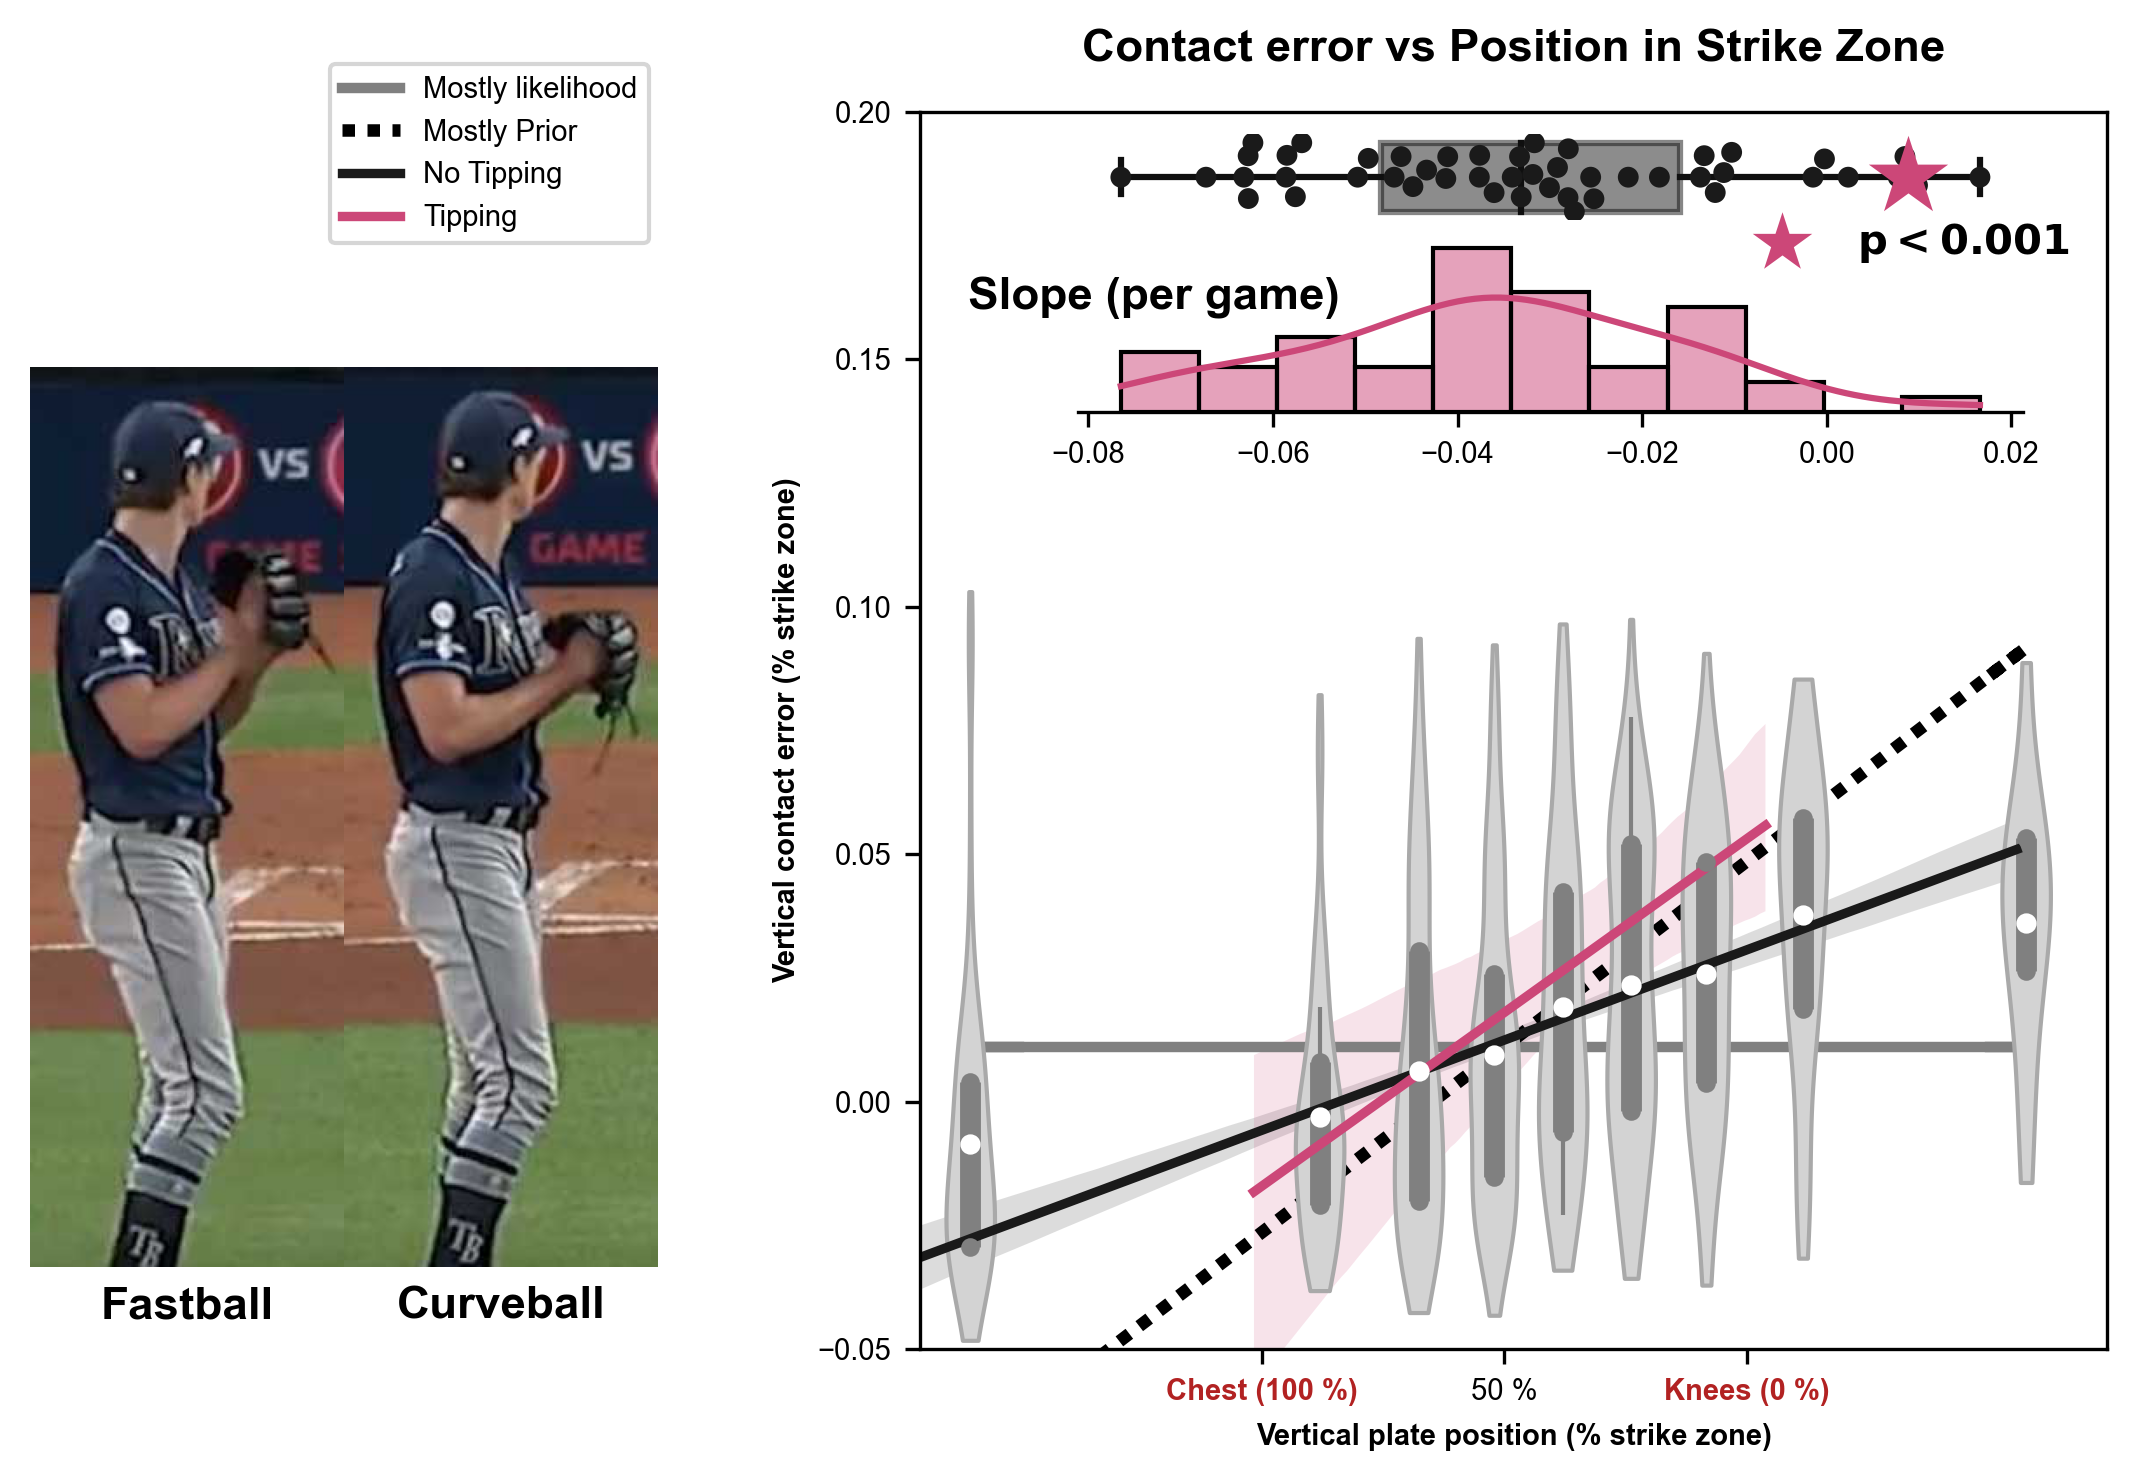 Contact error vs Position in Strike Zone
Mostly likelihood
Mostly Prior
No Tipping
Tipping
VS
VS
GAME
GAME
TB
TB
Fastball
Curveball
Vertical contact error (% strike zone)
0.20
0.15
0.10
0.05
0.00
−0.05
p < 0.001
Slope (per game)
−0.08
−0.06
−0.04
−0.02
0.00
0.02
Chest (100 %)
50 %
Knees (0 %)
Vertical plate position (% strike zone)